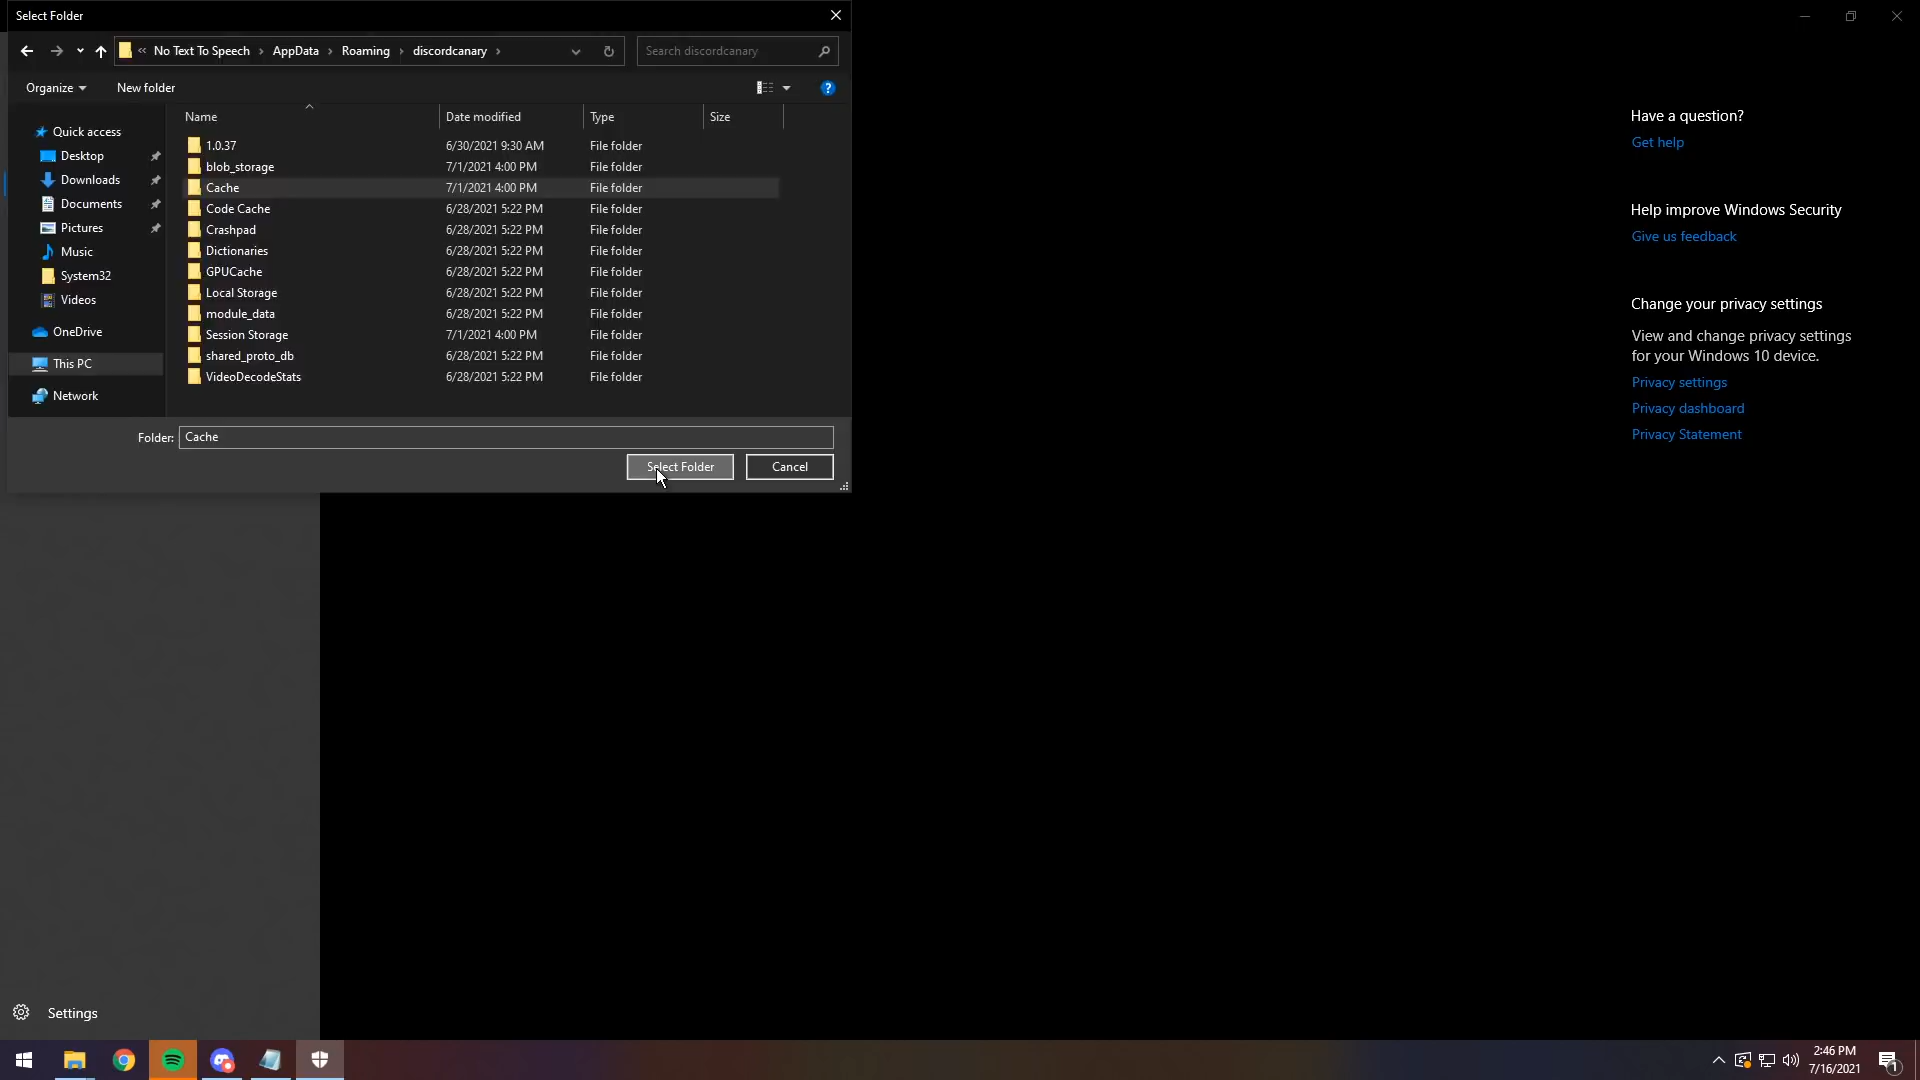 Select Folder
« No Text To Speech › AppData › Roaming › discordcanary ›
Search discordcanary
Organize
New folder
?
Name
Date modified
Type
Size
1.0.37 6/30/2021 9:30 AM File folder
blob_storage 7/1/2021 4:00 PM File folder
Cache 7/1/2021 4:00 PM File folder
Code Cache 6/28/2021 5:22 PM File folder
Crashpad 6/28/2021 5:22 PM File folder
Dictionaries 6/28/2021 5:22 PM File folder
GPUCache 6/28/2021 5:22 PM File folder
Local Storage 6/28/2021 5:22 PM File folder
module_data 6/28/2021 5:22 PM File folder
Session Storage 7/1/2021 4:00 PM File folder
shared_proto_db 6/28/2021 5:22 PM File folder
VideoDecodeStats 6/28/2021 5:22 PM File folder
Quick access
Desktop
Downloads
Documents
Pictures
Music
System32
Videos
OneDrive
This PC
Network
Folder: Cache
Select Folder
Cancel
Have a question?
Get help
Help improve Windows Security
Give us feedback
Change your privacy settings
View and change privacy settings
for your Windows 10 device.
Privacy settings
Privacy dashboard
Privacy Statement
Settings
2:46 PM
7/16/2021
1